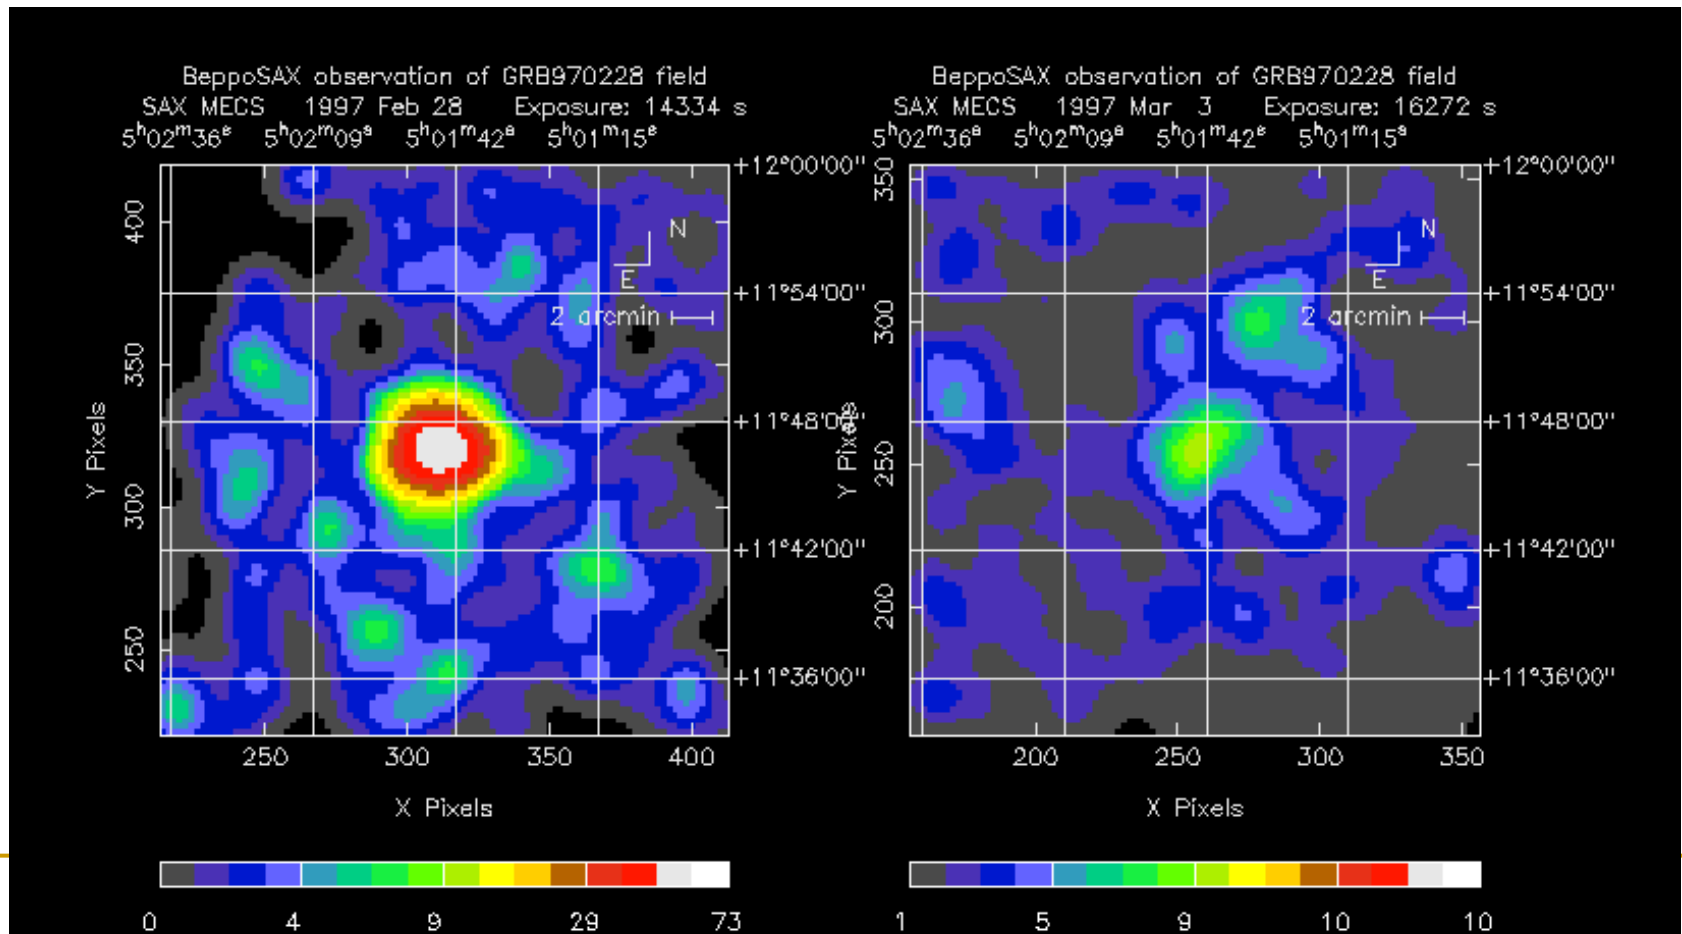 BeppoSAX observation of GRB970228 field
SAX MECS 1997 Feb 28 Exposure: 14334 s
5ʰ02ᵐ36ˢ 5ʰ02ᵐ09ˢ 5ʰ01ᵐ42ˢ 5ʰ01ᵐ15ˢ
+12°00'00"
+11°54'00"
+11°48'00"
+11°42'00"
+11°36'00"
N
E
2 arcmin
400
350
300
250
Y Pixels
250 300 350 400
X Pixels
0 4 9 29 73
BeppoSAX observation of GRB970228 field
SAX MECS 1997 Mar 3 Exposure: 16272 s
5ʰ02ᵐ36ˢ 5ʰ02ᵐ09ˢ 5ʰ01ᵐ42ˢ 5ʰ01ᵐ15ˢ
+12°00'00"
+11°54'00"
+11°48'00"
+11°42'00"
+11°36'00"
N
E
2 arcmin
350
300
250
200
Y Pixels
200 250 300 350
X Pixels
1 5 9 10 10